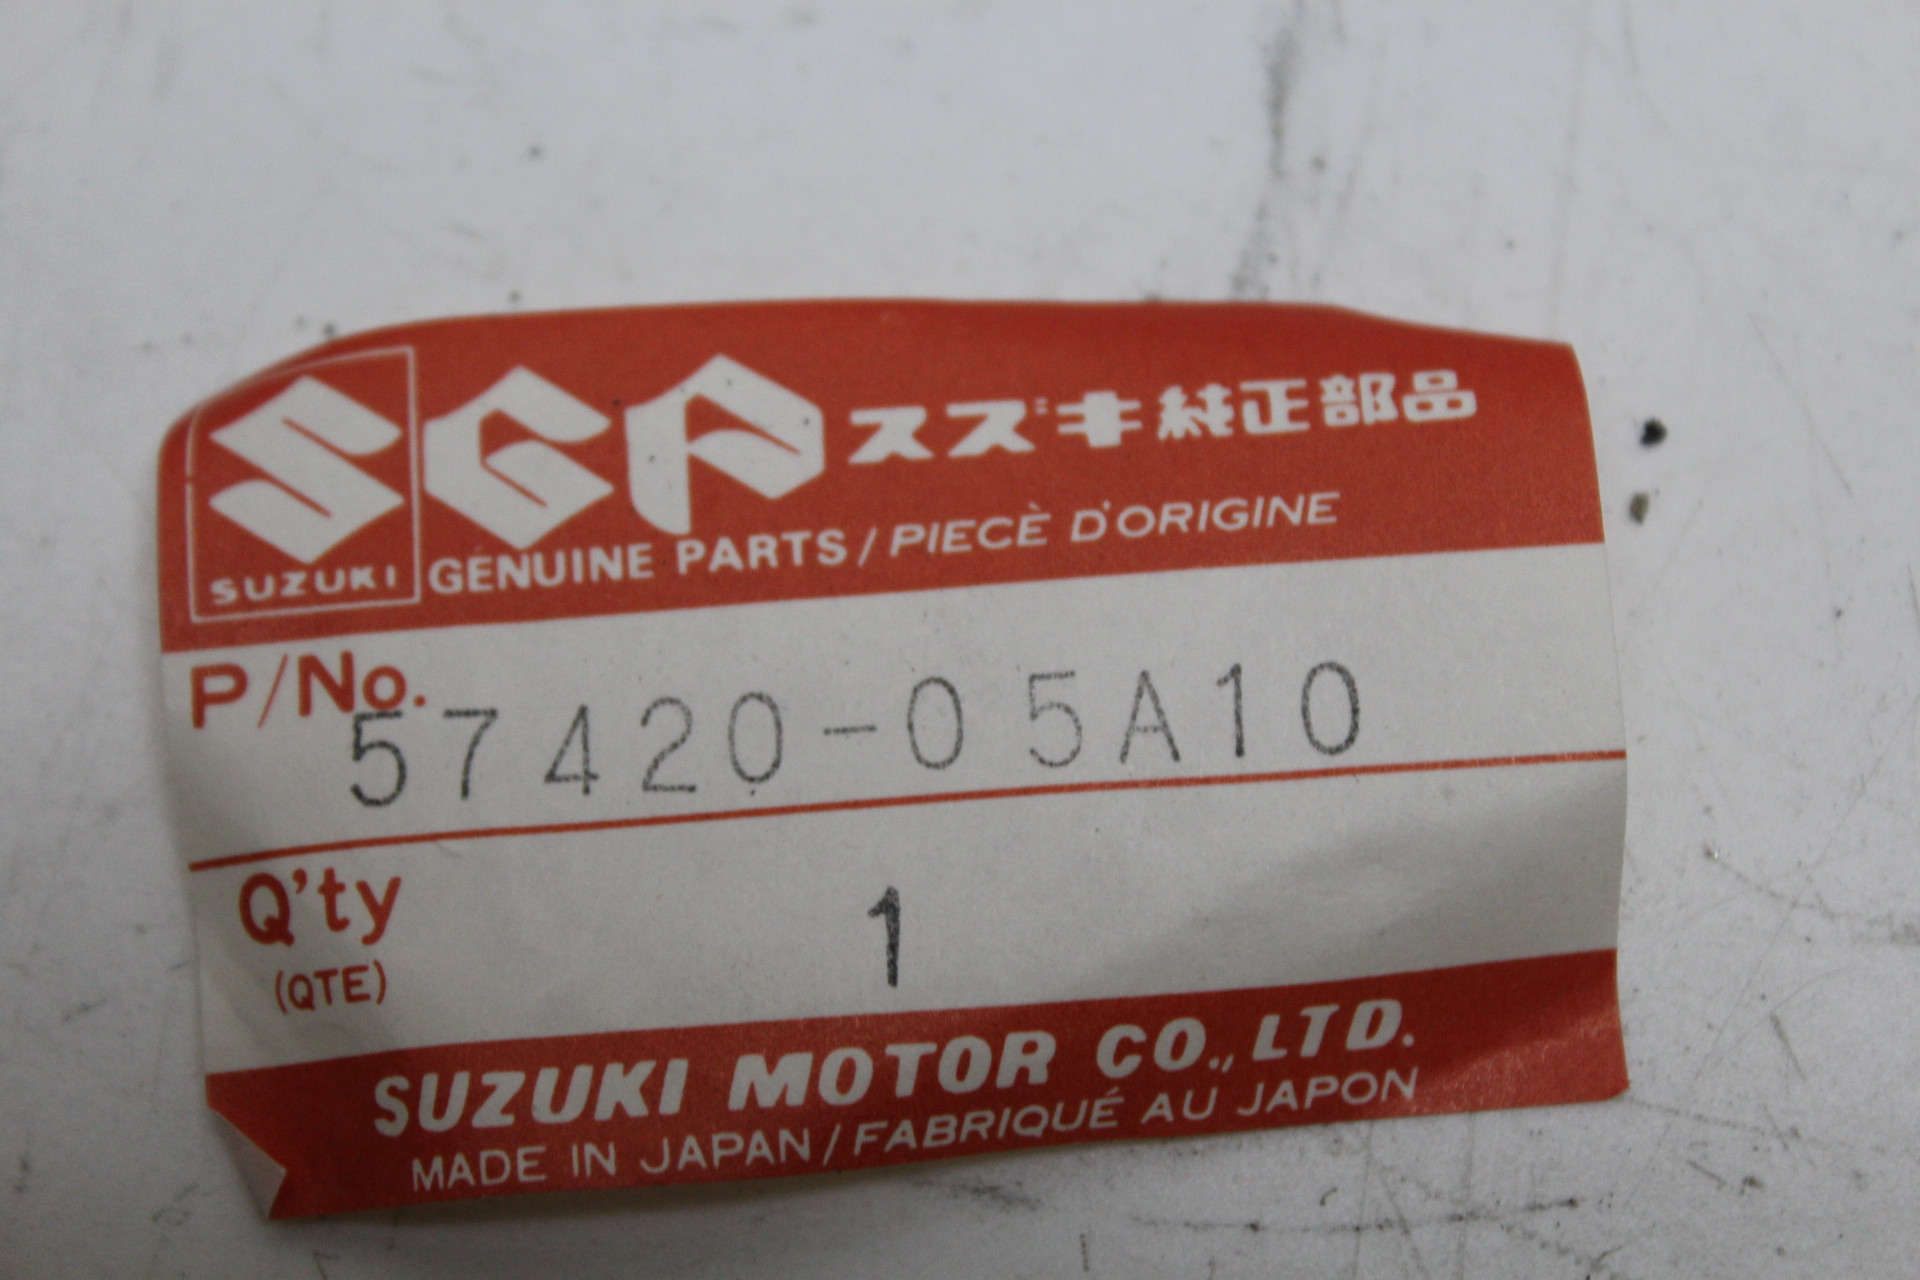 SGP スズキ純正部品
SUZUKI GENUINE PARTS / PIECÈ D'ORIGINE
P/No. 57420-05A10
Q'ty 1
(QTE)
SUZUKI MOTOR CO., LTD.
MADE IN JAPAN / FABRIQUÉ AU JAPON